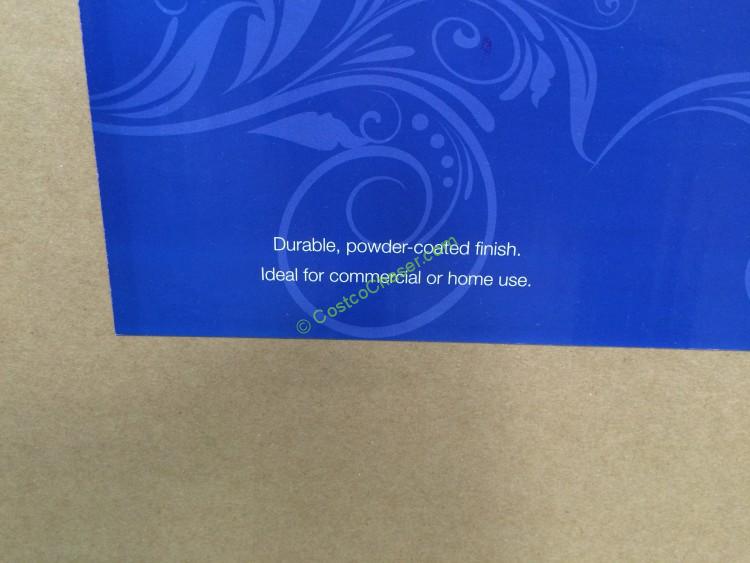 Durable, powder-coated finish.
Ideal for commercial or home use.
© CostcoChaser.com